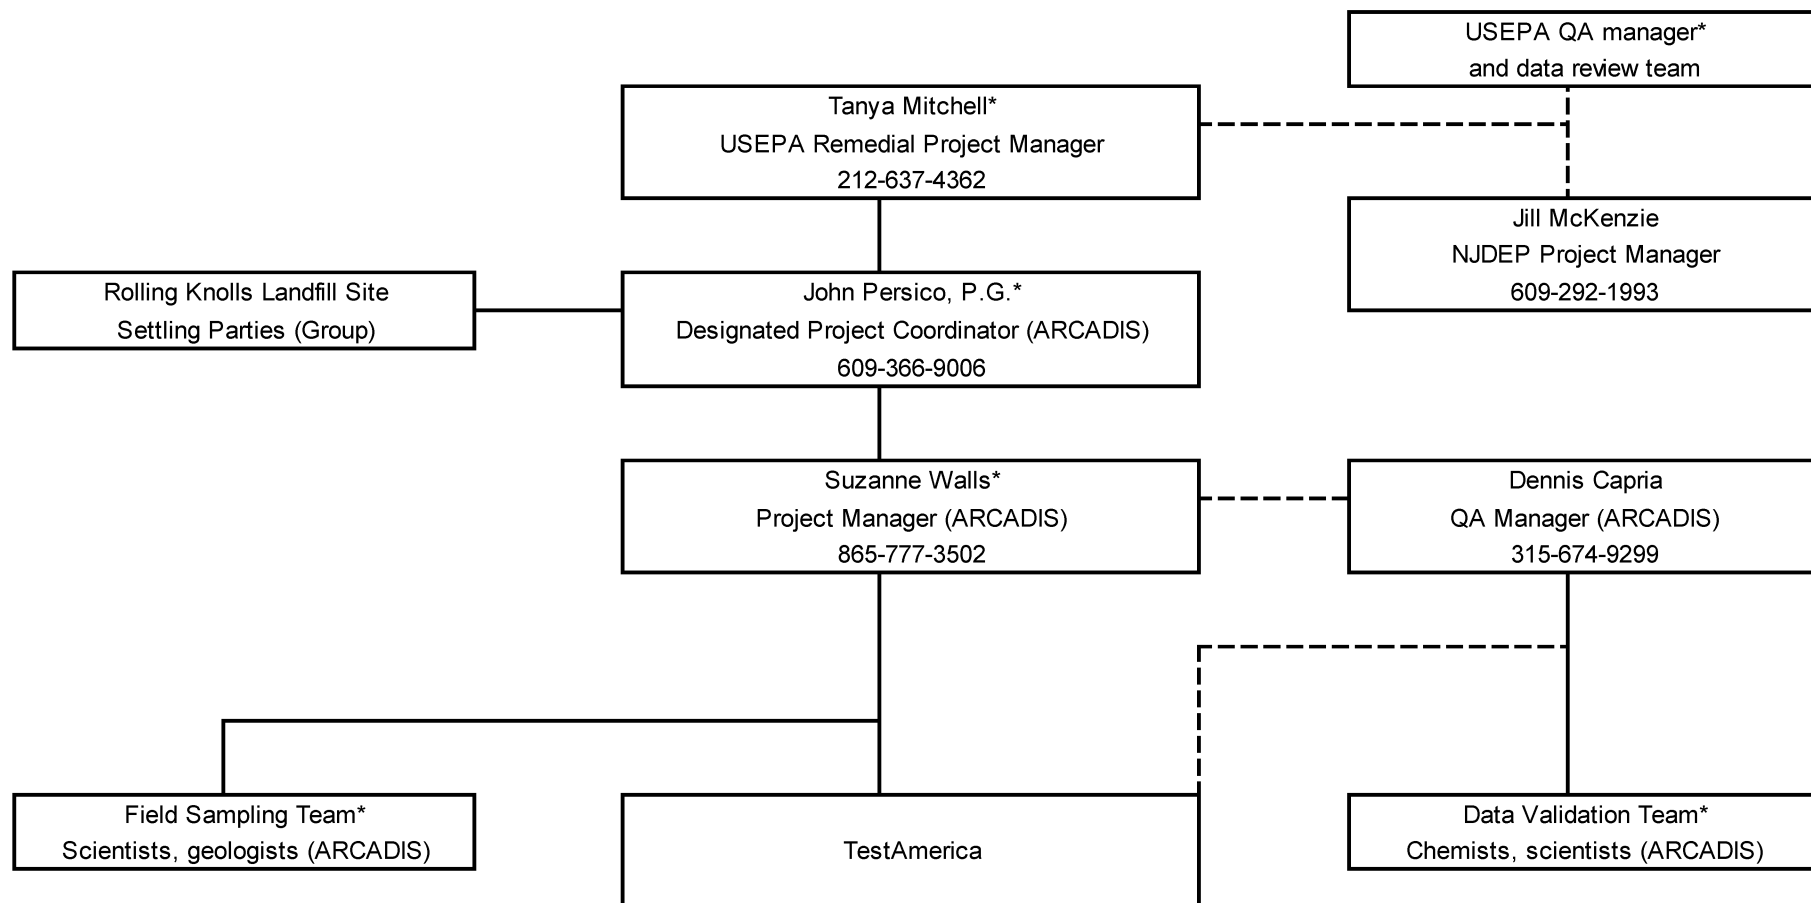 USEPA QA manager*
and data review team
Tanya Mitchell*
USEPA Remedial Project Manager
212-637-4362
Jill McKenzie
NJDEP Project Manager
609-292-1993
Rolling Knolls Landfill Site
Settling Parties (Group)
John Persico, P.G.*
Designated Project Coordinator (ARCADIS)
609-366-9006
Suzanne Walls*
Project Manager (ARCADIS)
865-777-3502
Dennis Capria
QA Manager (ARCADIS)
315-674-9299
Field Sampling Team*
Scientists, geologists (ARCADIS)
TestAmerica
Data Validation Team*
Chemists, scientists (ARCADIS)